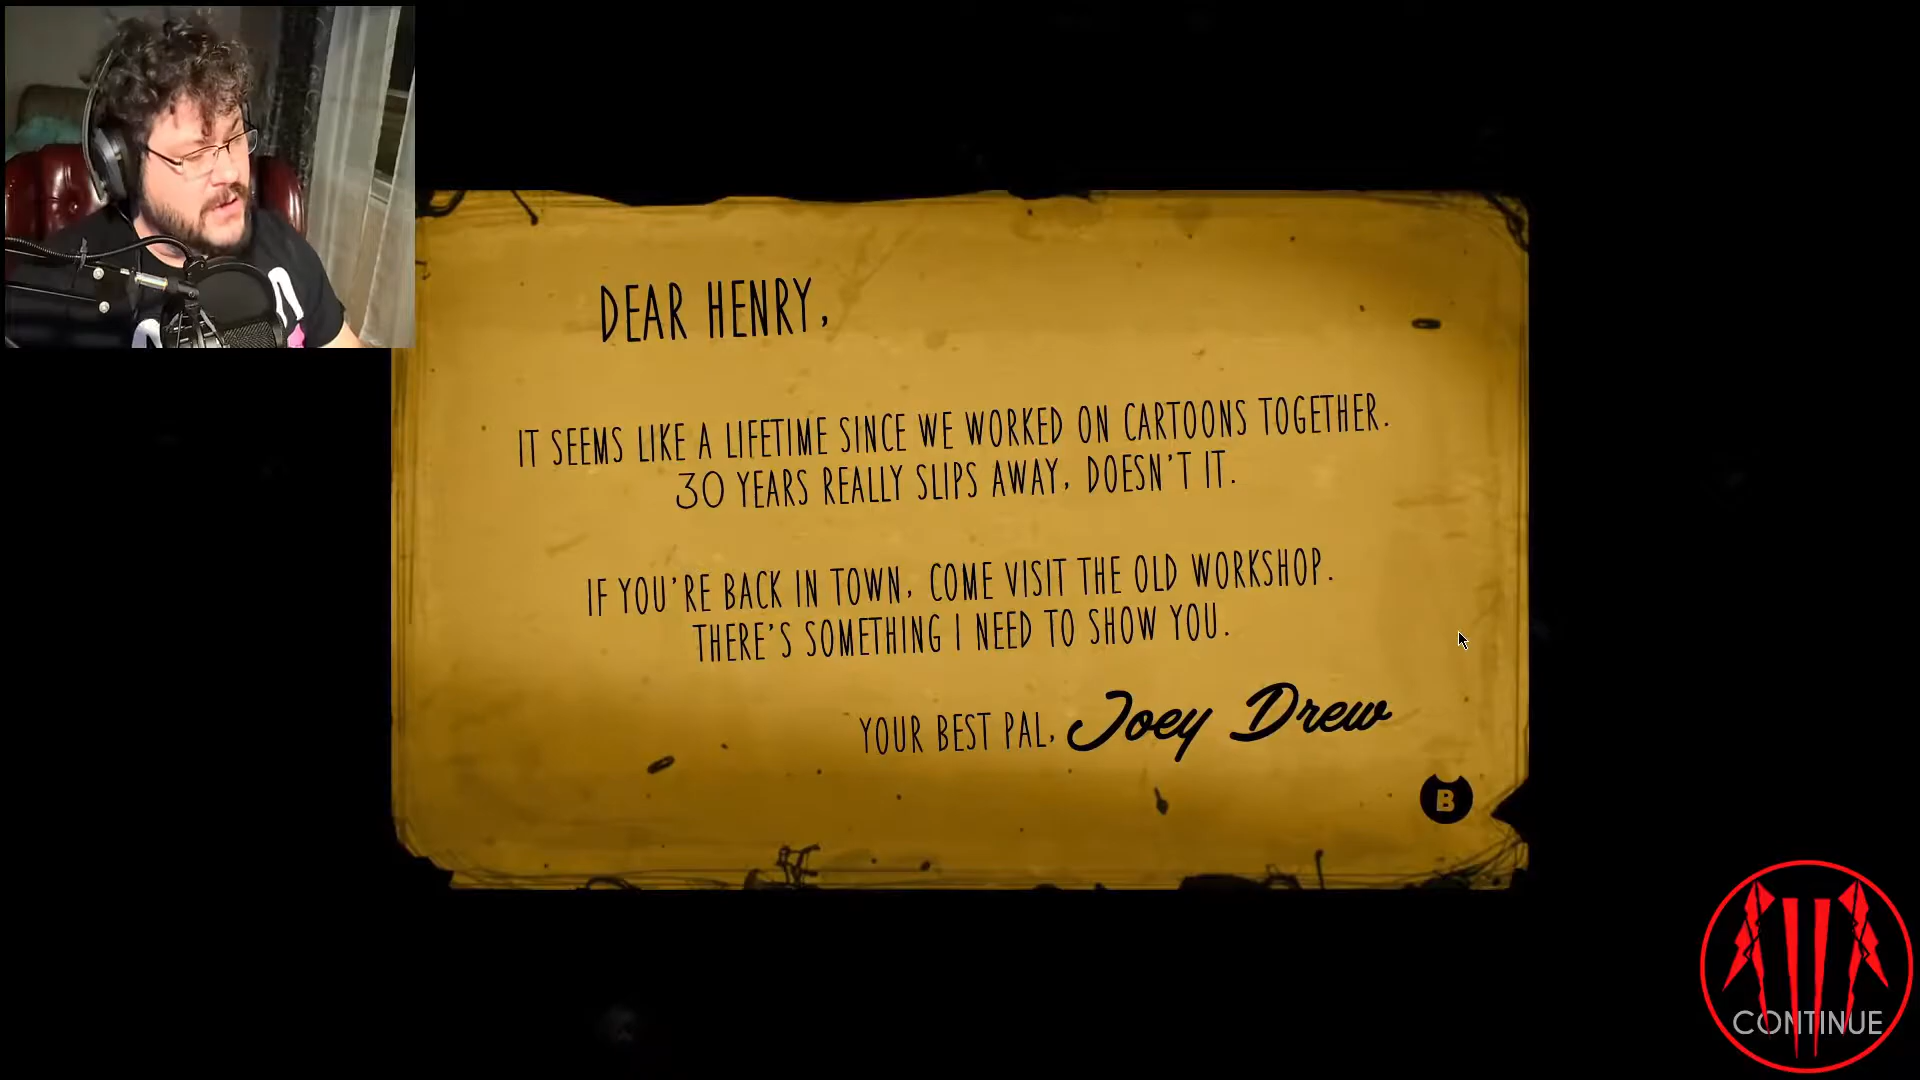 DEAR HENRY,
IT SEEMS LIKE A LIFETIME SINCE WE WORKED ON CARTOONS TOGETHER.
30 YEARS REALLY SLIPS AWAY, DOESN'T IT.
IF YOU'RE BACK IN TOWN, COME VISIT THE OLD WORKSHOP.
THERE'S SOMETHING I NEED TO SHOW YOU.
YOUR BEST PAL, Joey Drew
B
CONTINUE